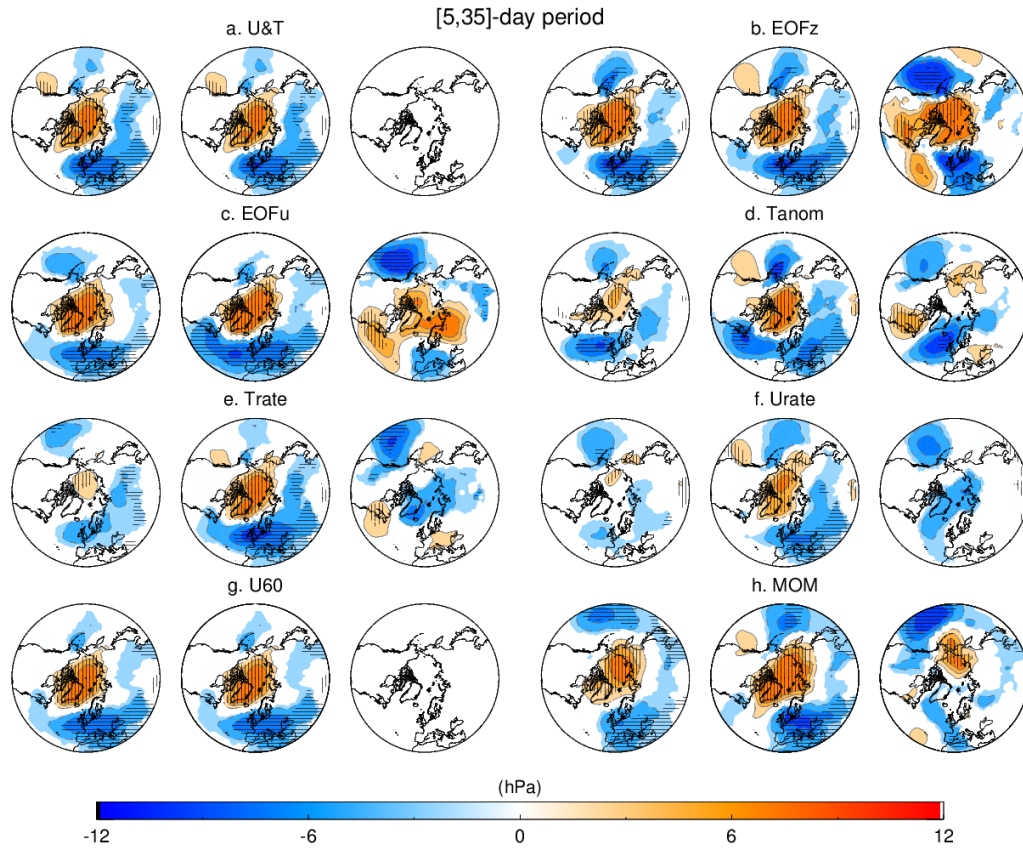 [5,35]-day period
a. U&T
b. EOFz
c. EOFu
d. Tanom
e. Trate
f. Urate
g. U60
h. MOM
(hPa)
-12 -6 0 6 12